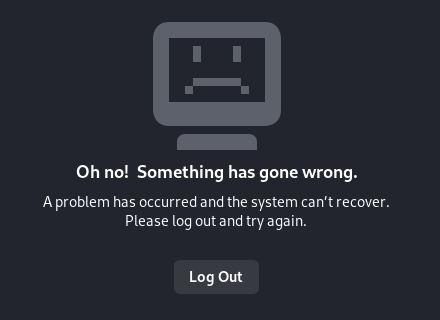 Oh no!  Something has gone wrong.
A problem has occurred and the system can't recover.
Please log out and try again.
Log Out